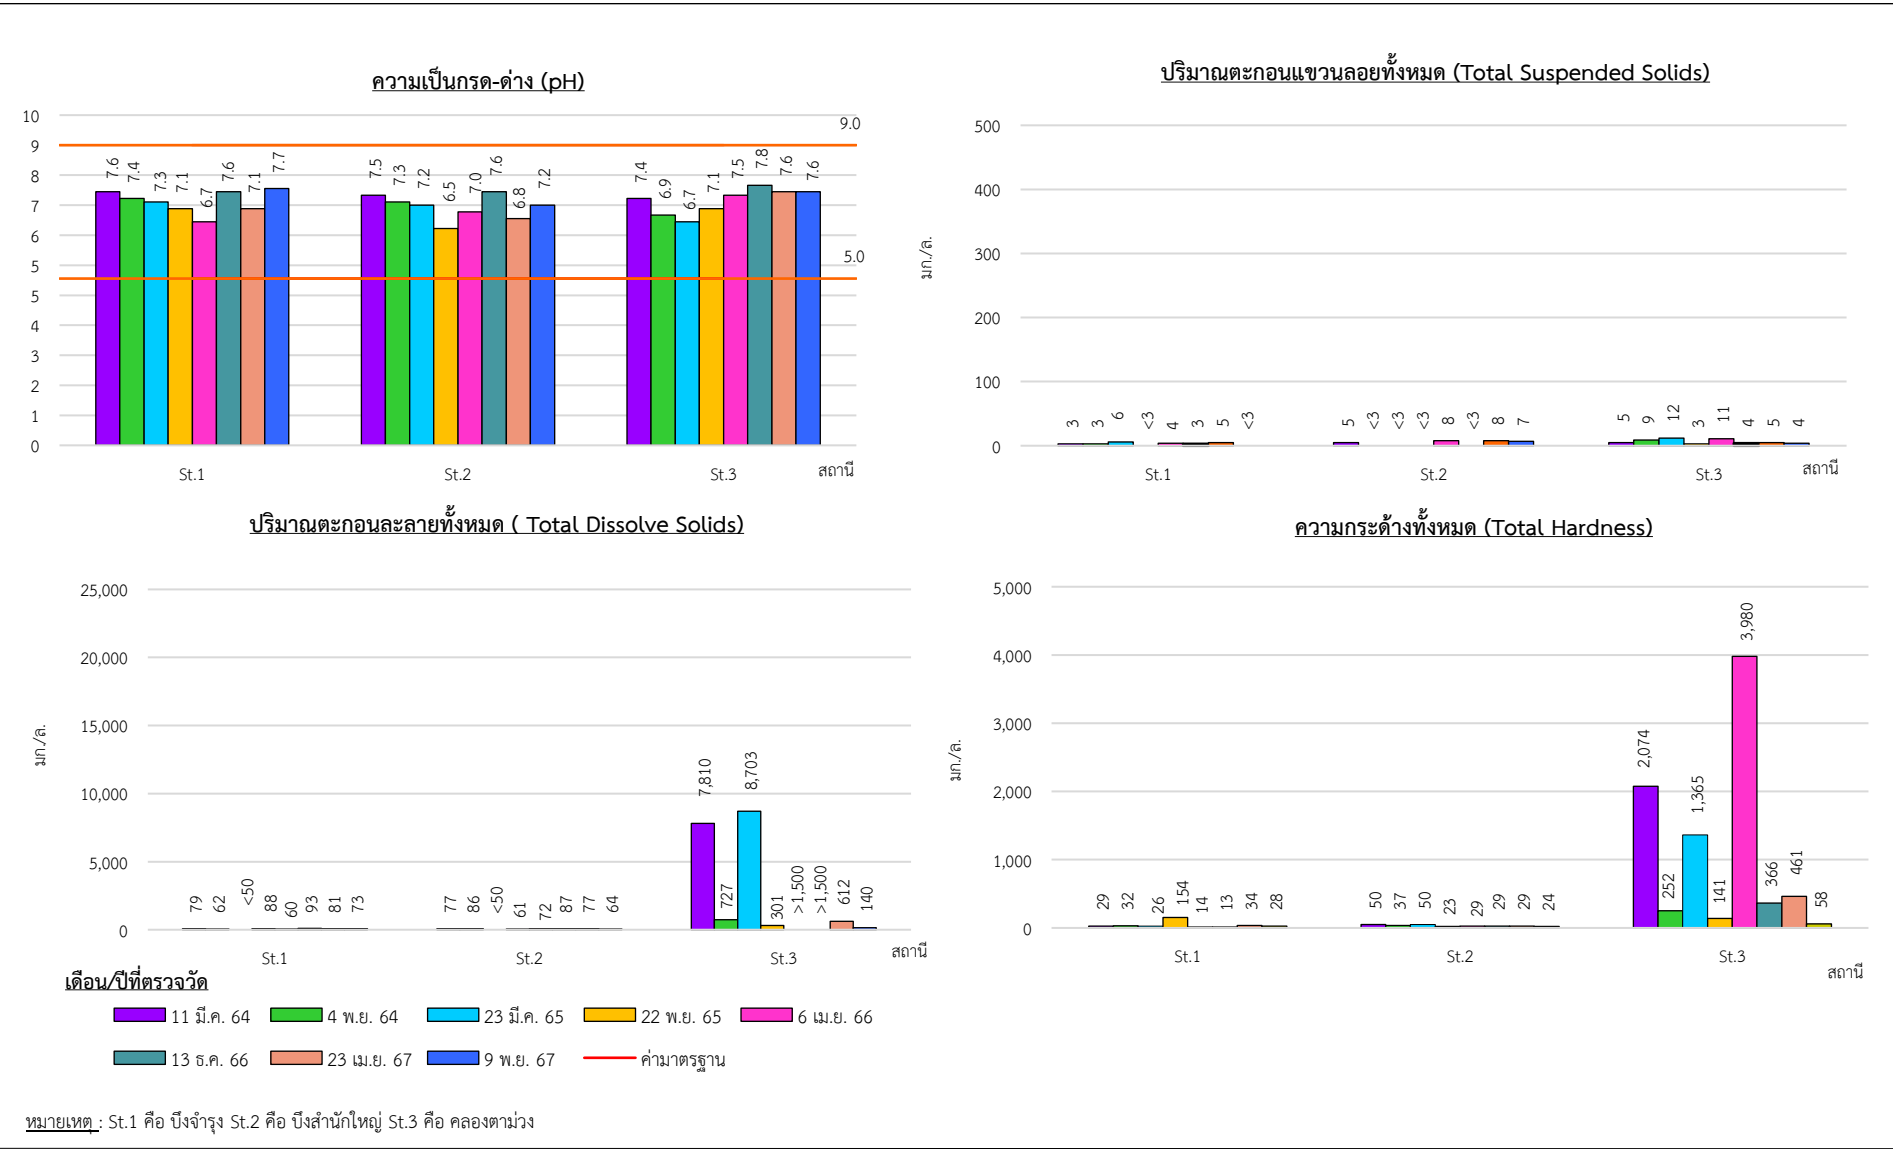 ความเป็นกรด-ด่าง (pH)
10
9
8
7
6
5
5
4
3
2
1
0
9.0
5.0
7.6 7.4 7.3 7.1 6.7 7.6 7.1 7.7
7.5 7.3 7.2 6.5 7.0 7.6 6.8 7.2
7.4 6.9 6.7 7.1 7.5 7.8 7.6 7.6
St.1 St.2 St.3 สถานี
ปริมาณตะกอนแขวนลอยทั้งหมด (Total Suspended Solids)
มก./ล.
500
400
300
200
100
0
3 3 6 <3 4 3 5 <3
5 <3 <3 <3 8 <3 8 7
5 9 12 3 11 4 5 4
St.1 St.2 St.3 สถานี
ปริมาณตะกอนละลายทั้งหมด ( Total Dissolve Solids)
มก./ล.
25,000
20,000
15,000
10,000
5,000
0
79 62 <50 88 60 93 81 73
77 86 <50 61 72 87 77 64
7,810 727 8,703 301 >1,500 >1,500 612 140
St.1 St.2 St.3 สถานี
ความกระด้างทั้งหมด (Total Hardness)
มก./ล.
5,000
4,000
3,000
2,000
1,000
0
29 32 26 154 14 13 34 28
50 37 50 23 29 29 29 24
2,074 252 1,365 141 3,980 366 461 58
St.1 St.2 St.3 สถานี
เดือน/ปีที่ตรวจวัด
11 มี.ค. 64 4 พ.ย. 64 23 มี.ค. 65 22 พ.ย. 65 6 เม.ย. 66
13 ธ.ค. 66 23 เม.ย. 67 9 พ.ย. 67 ค่ามาตรฐาน
หมายเหตุ : St.1 คือ บึงจำรุง St.2 คือ บึงสำนักใหญ่ St.3 คือ คลองตาม่วง